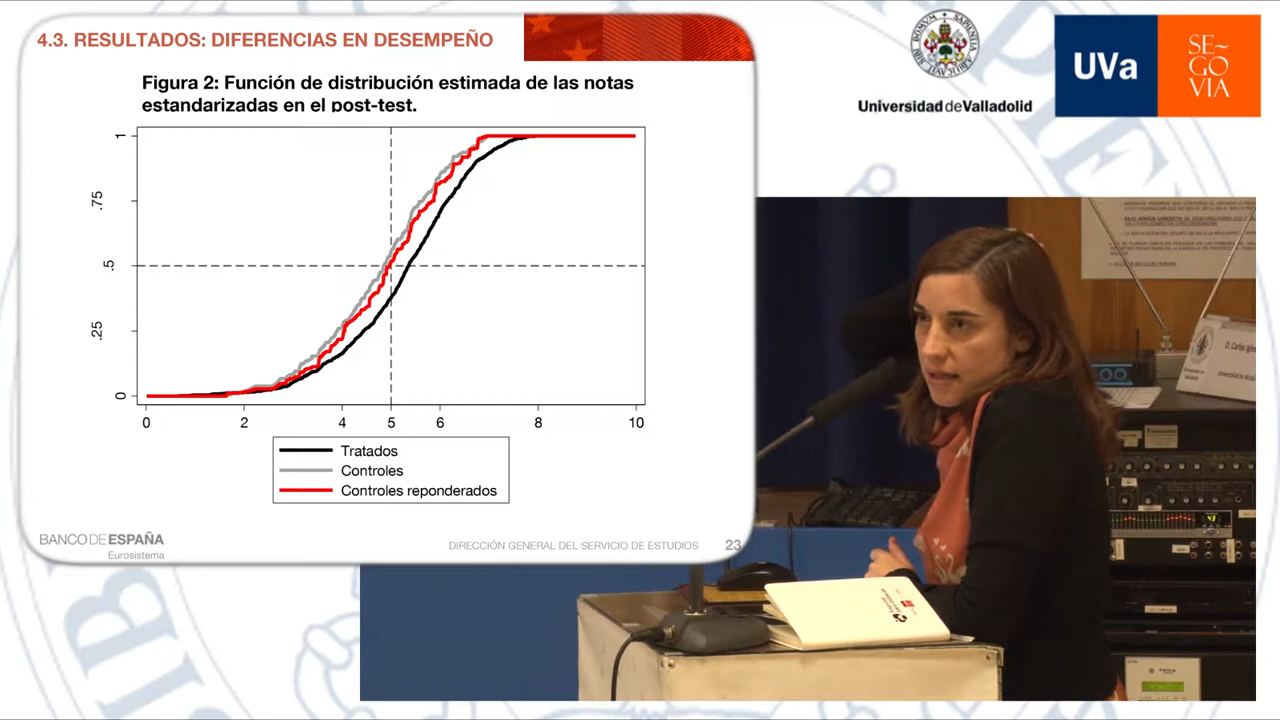 4.3. RESULTADOS: DIFERENCIAS EN DESEMPEÑO
Figura 2: Función de distribución estimada de las notas
estandarizadas en el post-test.
1
.75
.5
.25
0
0 2 4 5 6 8 10
Tratados
Controles
Controles reponderados
BANCO DE ESPAÑA
Eurosistema
DIRECCIÓN GENERAL DEL SERVICIO DE ESTUDIOS 23
Universidad de Valladolid
UVa
SE~
GO
VIA
D. Carlos
43